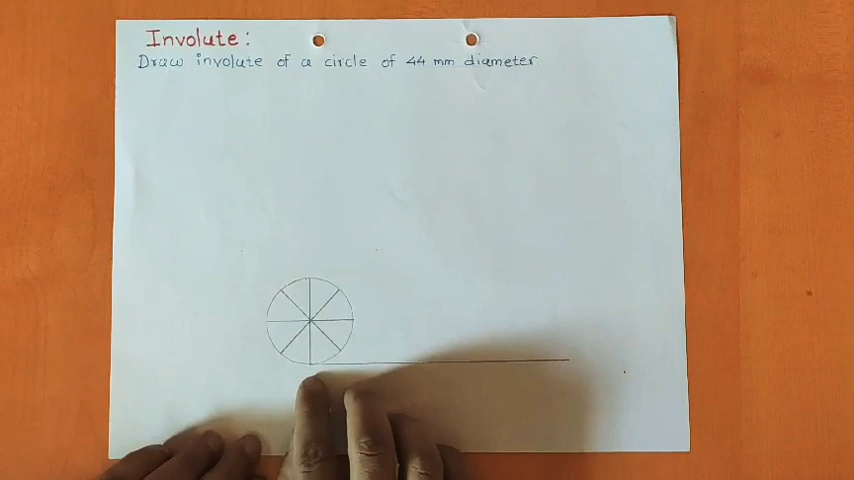 Involute:
Draw involute of a circle of 44 mm diameter